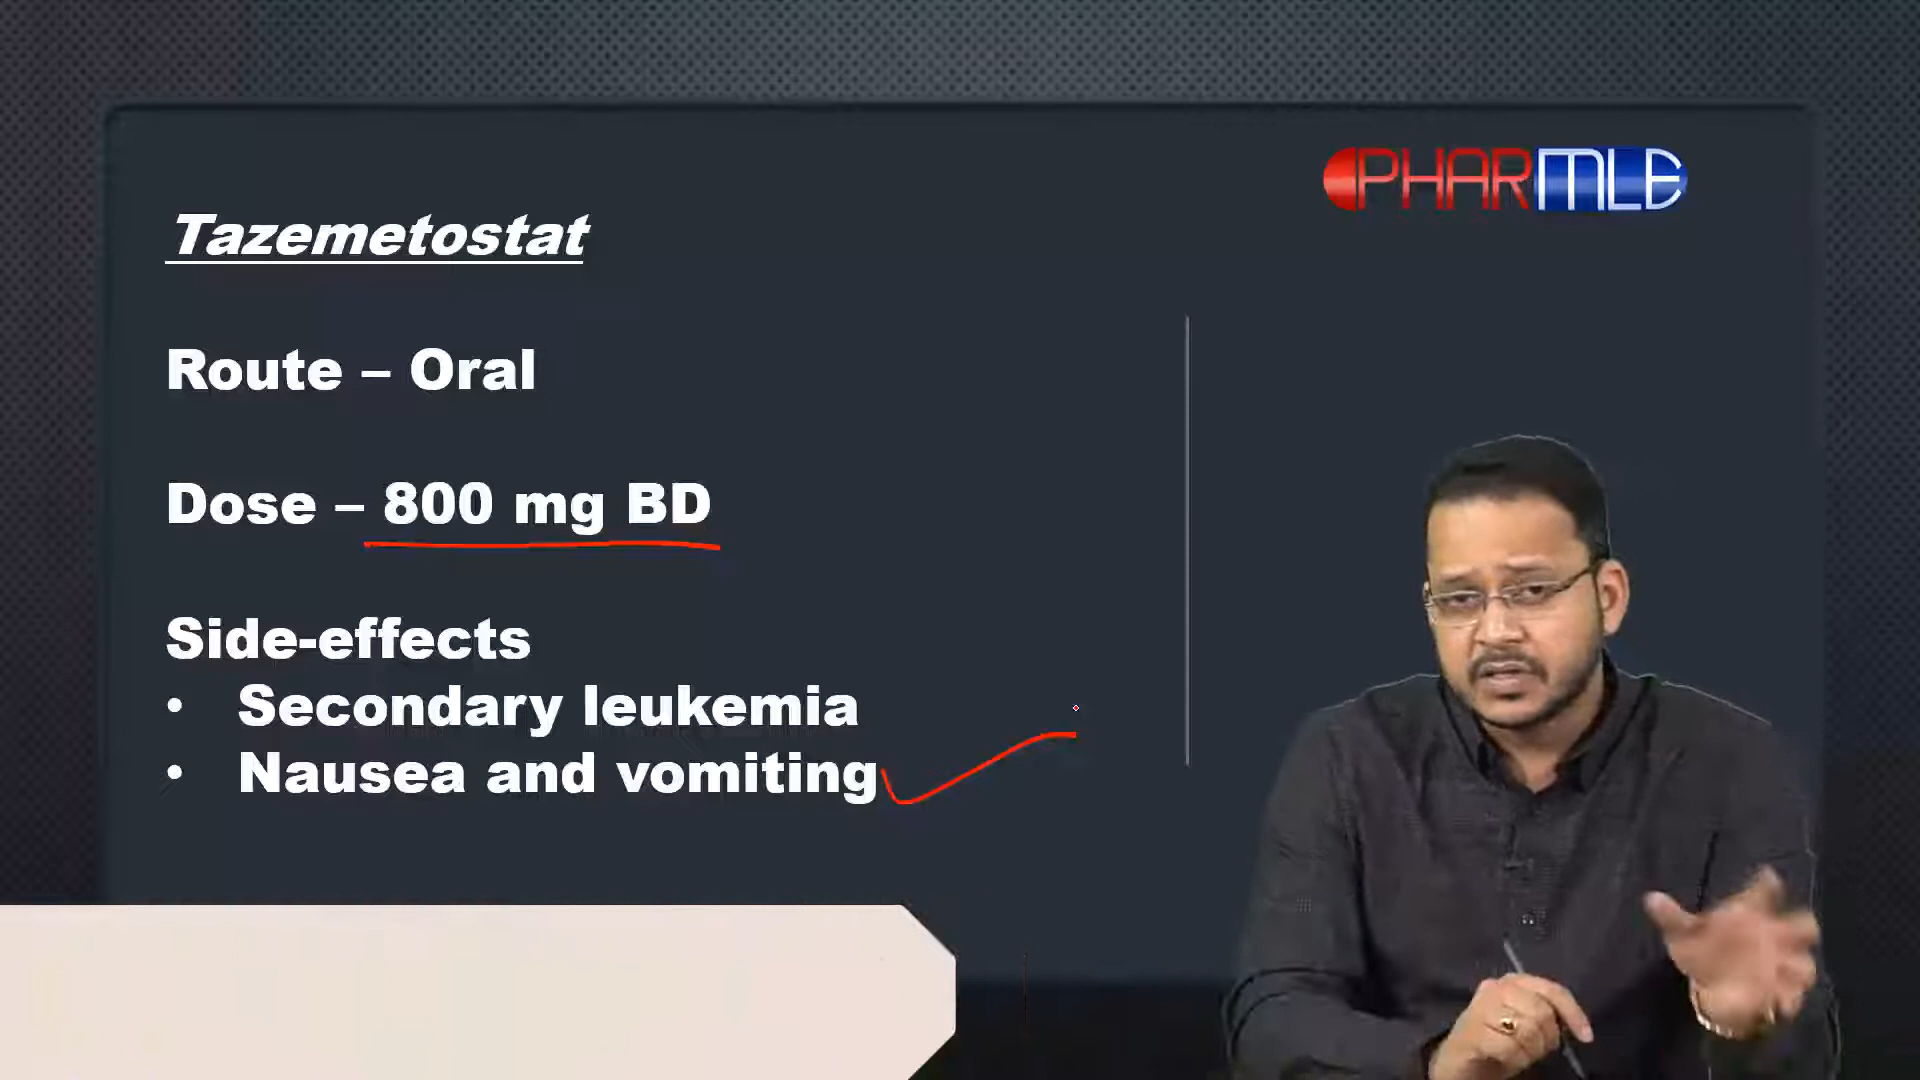 PHARMLE
Tazemetostat
Route – Oral
Dose – 800 mg BD
Side-effects
• Secondary leukemia
• Nausea and vomiting